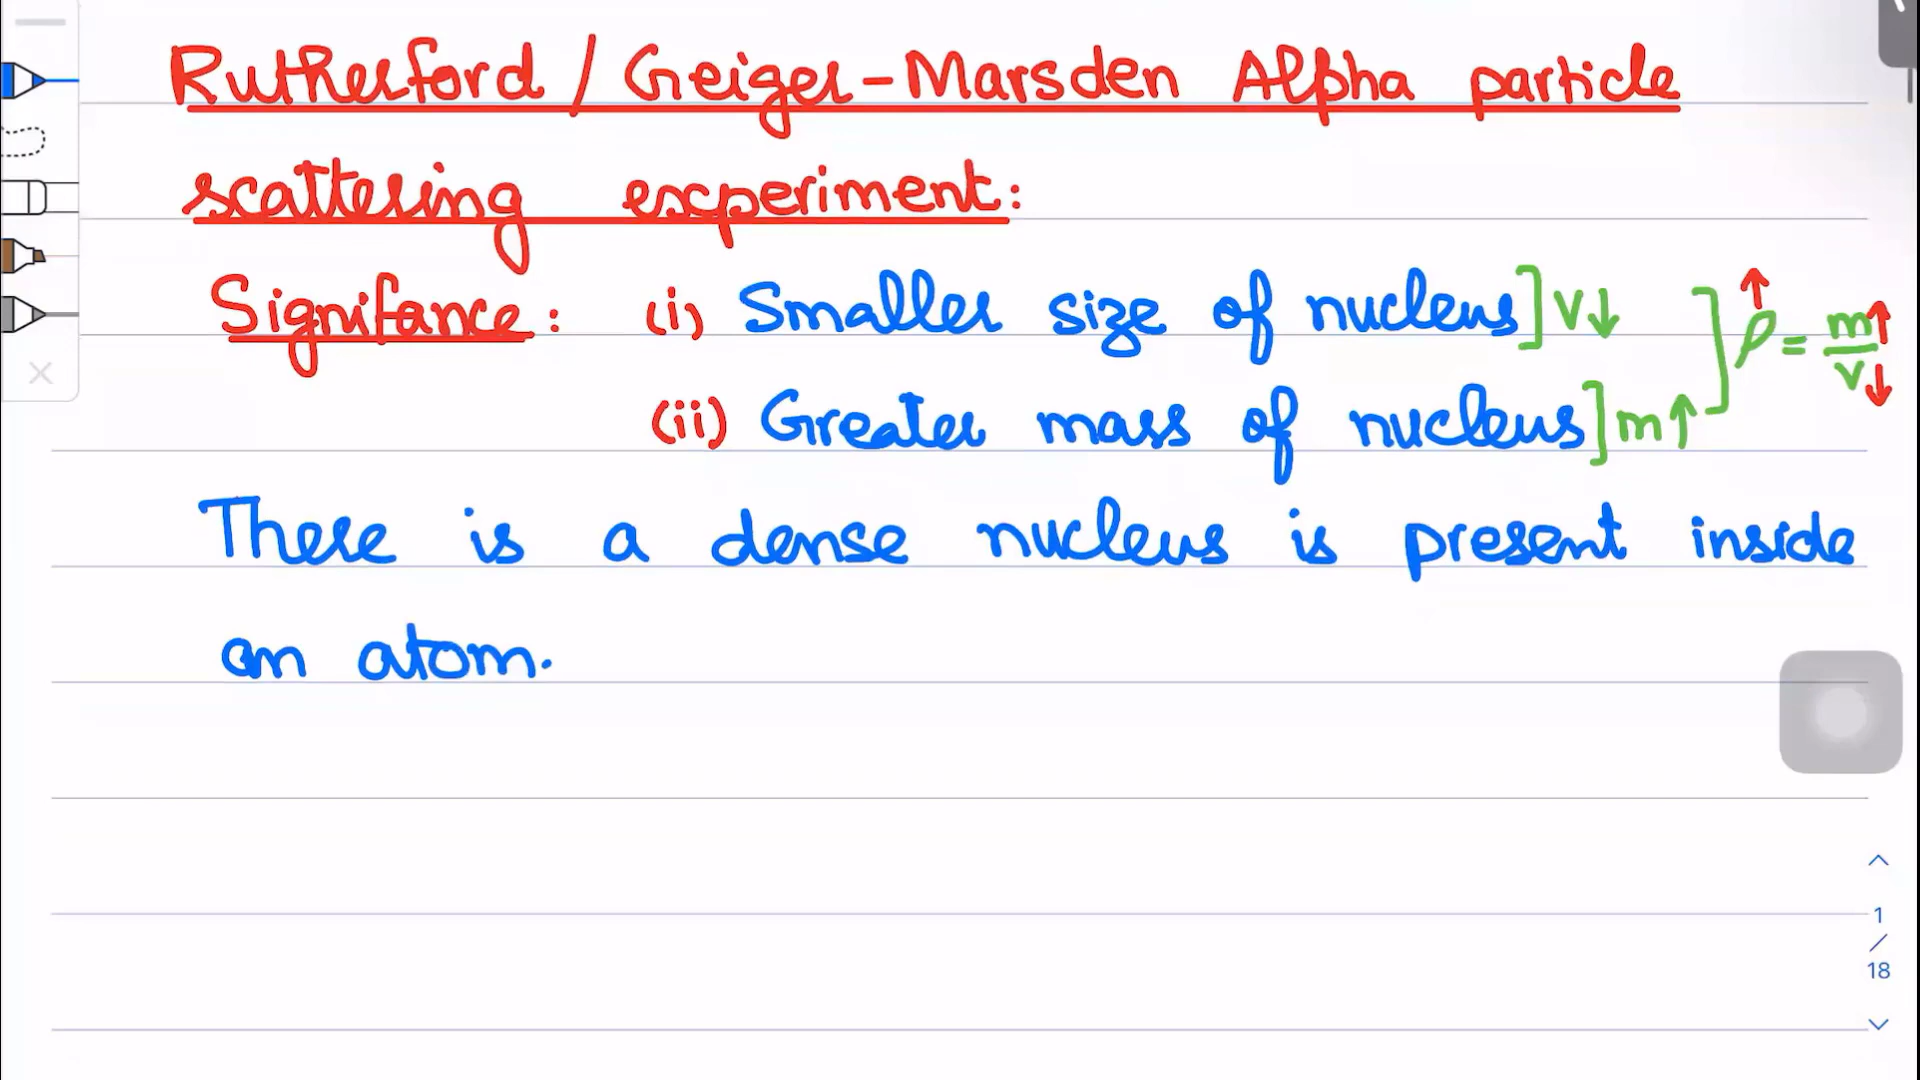 Rutherford / Geiger-Marsden Alpha particle
scattering experiment:
Signifance: (i) Smaller size of nucleus] V↓ ] ↑ρ = m↑/V↓
(ii) Greater mass of nucleus] m↑
There is a dense nucleus is present inside
an atom.
1
/
18